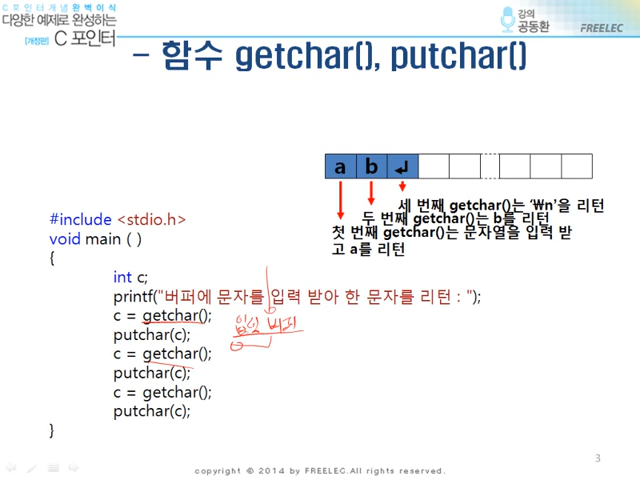 C 포인터 개념 완 벽 이 식
다양한 예제로 완성하는
[개정판] C 포인터
강의
공동환
FREELEC
- 함수 getchar(), putchar()
a b ↲
세 번째 getchar()는 ‘₩n’을 리턴
두 번째 getchar()는 b를 리턴
첫 번째 getchar()는 문자열을 입력 받
고 a를 리턴
#include <stdio.h>
void main ( )
{
int c;
printf("버퍼에 문자를 입력 받아 한 문자를 리턴 : ");
c = getchar();
입력 버퍼
putchar(c);
c = getchar();
putchar(c);
c = getchar();
putchar(c);
}
3
copyright ⓒ 2014 by FREELEC.All rights reserved.